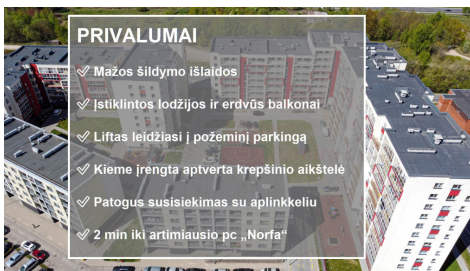 PRIVALUMAI
Mažos šildymo išlaidos
Įstiklintos lodžijos ir erdvūs balkonai
Liftas leidžiasi į požeminį parkingą
Kieme įrengta aptverta krepšinio aikštelė
Patogus susisiekimas su aplinkkeliu
2 min iki artimiausio pc „Norfa“